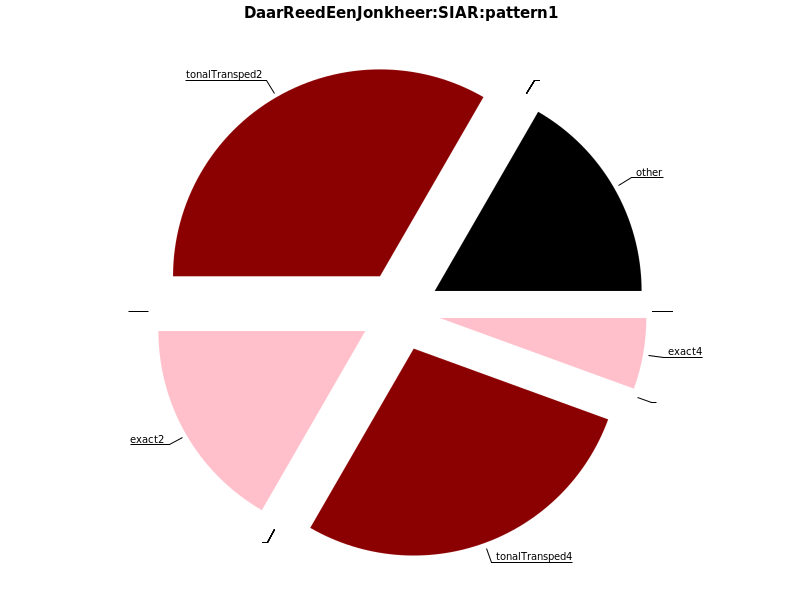 DaarReedEenJonkheer:SIAR:pattern1
tonalTransped2
other
exact4
exact2
tonalTransped4